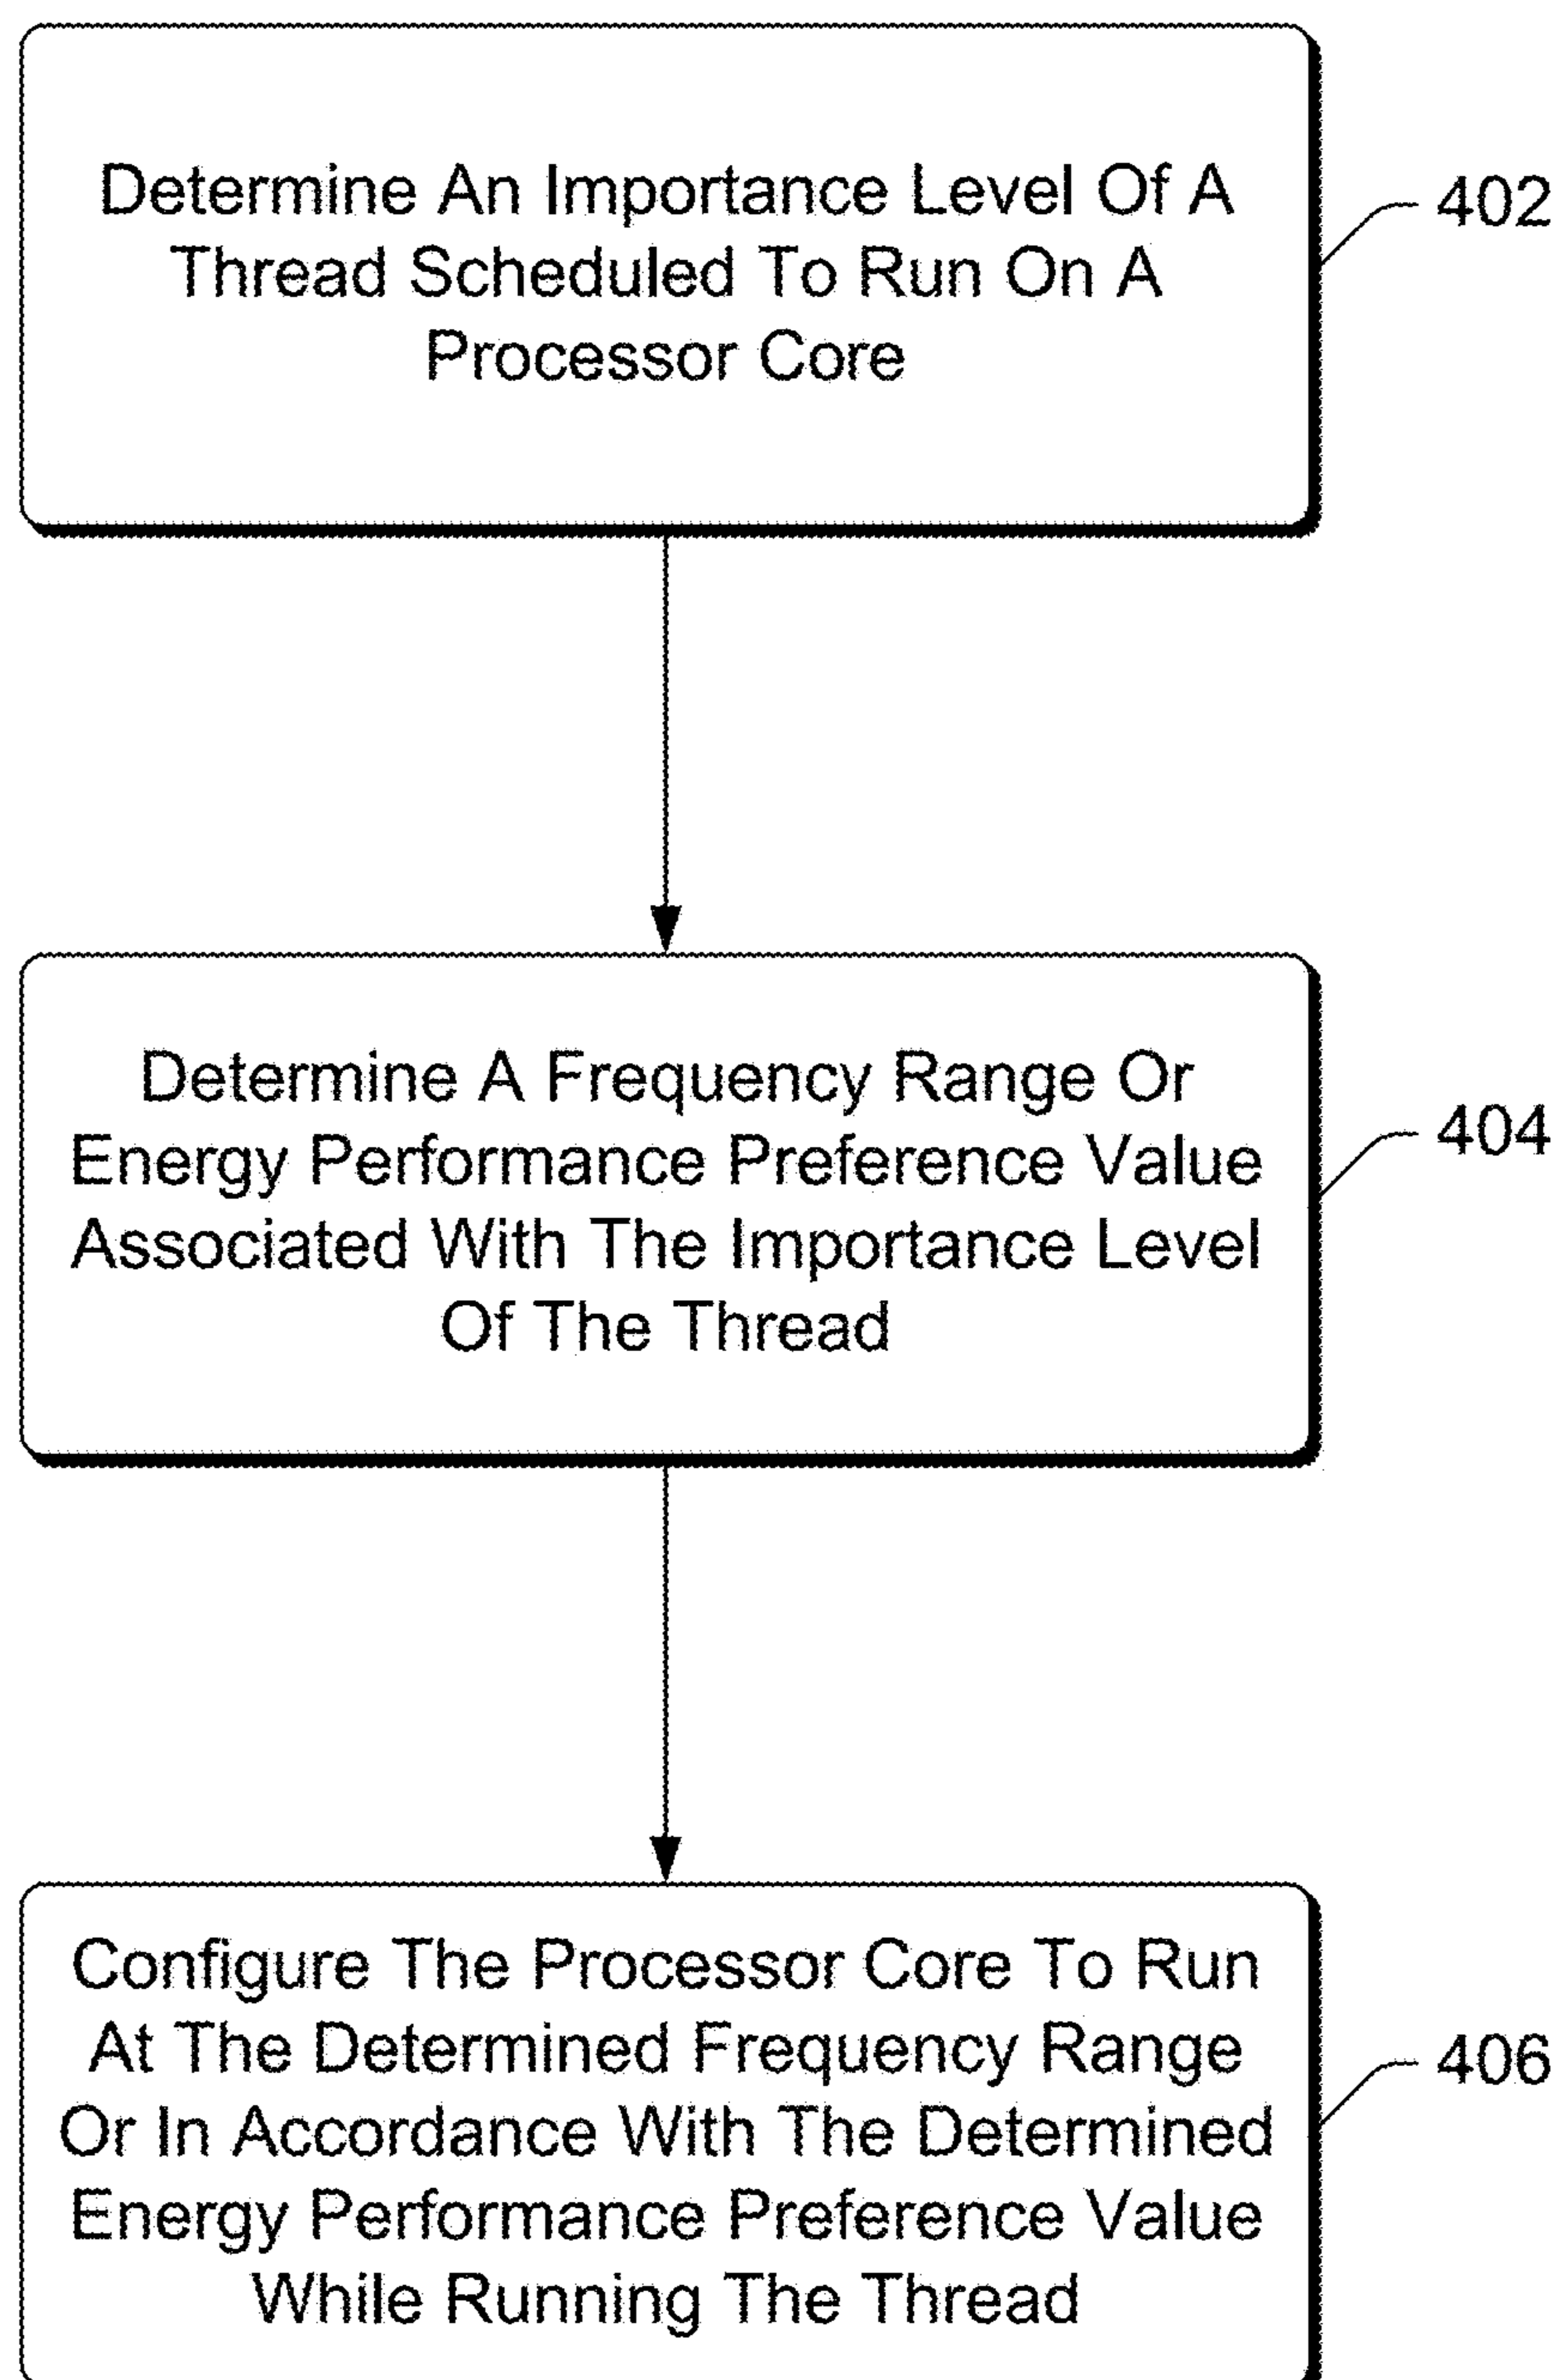 Determine An Importance Level Of A
Thread Scheduled To Run On A
Processor Core
402
Determine A Frequency Range Or
Energy Performance Preference Value
Associated With The Importance Level
Of The Thread
404
Configure The Processor Core To Run
At The Determined Frequency Range
Or In Accordance With The Determined
Energy Performance Preference Value
While Running The Thread
406